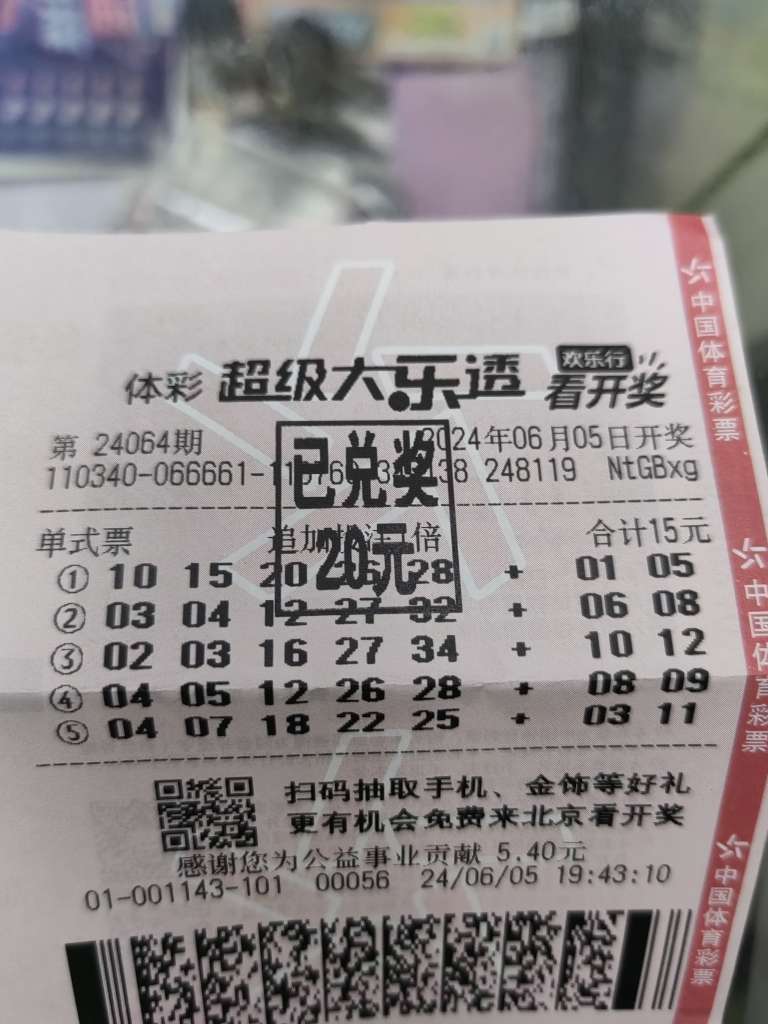 体彩 超级大乐透 欢乐行 看开奖
第 24064期 2024年06月05日开奖
110340-066661- 248119 NtGBxg
已兑奖
20元
单式票 追加投注 倍 合计15元
① 10 15 20 26 28 + 01 05
② 03 04 12 27 32 + 06 08
③ 02 03 16 27 34 + 10 12
④ 04 05 12 26 28 + 08 09
⑤ 04 07 18 22 25 + 03 11
扫码抽取手机、金饰等好礼
更有机会免费来北京看开奖
感谢您为公益事业贡献 5.40元
01-001143-101 00056 24/06/05 19:43:10
中国体育彩票
中国体育彩票
中国体育彩票